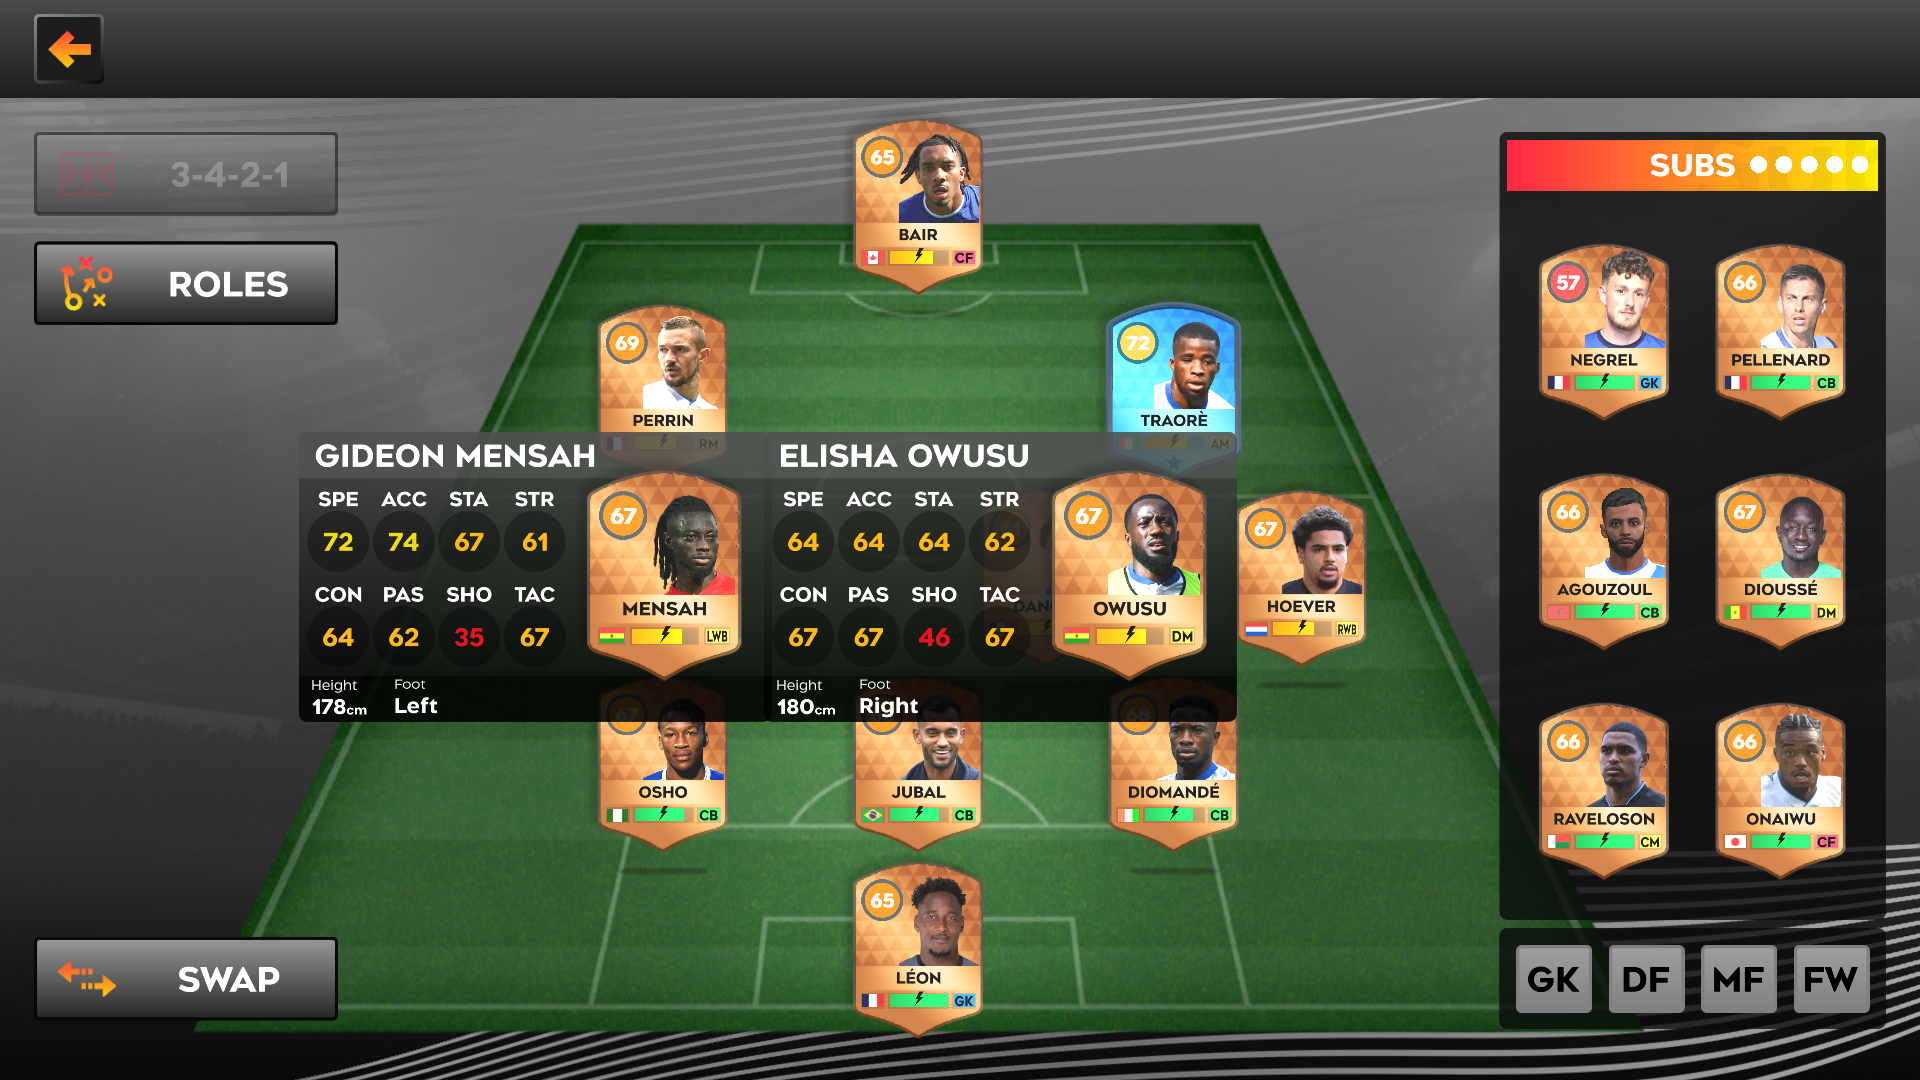 3-4-2-1
ROLES
SWAP
65
BAIR
CF
69
PERRIN
RM
72
TRAORÈ
AM
GIDEON MENSAH
SPE ACC STA STR
72 74 67 61
CON PAS SHO TAC
64 62 35 67
Height Foot
178cm Left
67
MENSAH
LWB
ELISHA OWUSU
SPE ACC STA STR
64 64 64 62
CON PAS SHO TAC
67 67 46 67
Height Foot
180cm Right
67
OWUSU
DM
67
HOEVER
RWB
67
OSHO
CB
JUBAL
CB
68
DIOMANDÉ
CB
65
LÉON
GK
SUBS
57
NEGREL
GK
66
PELLENARD
CB
66
AGOUZOUL
CB
67
DIOUSSÉ
DM
66
RAVELOSON
CM
66
ONAIWU
CF
GK DF MF FW